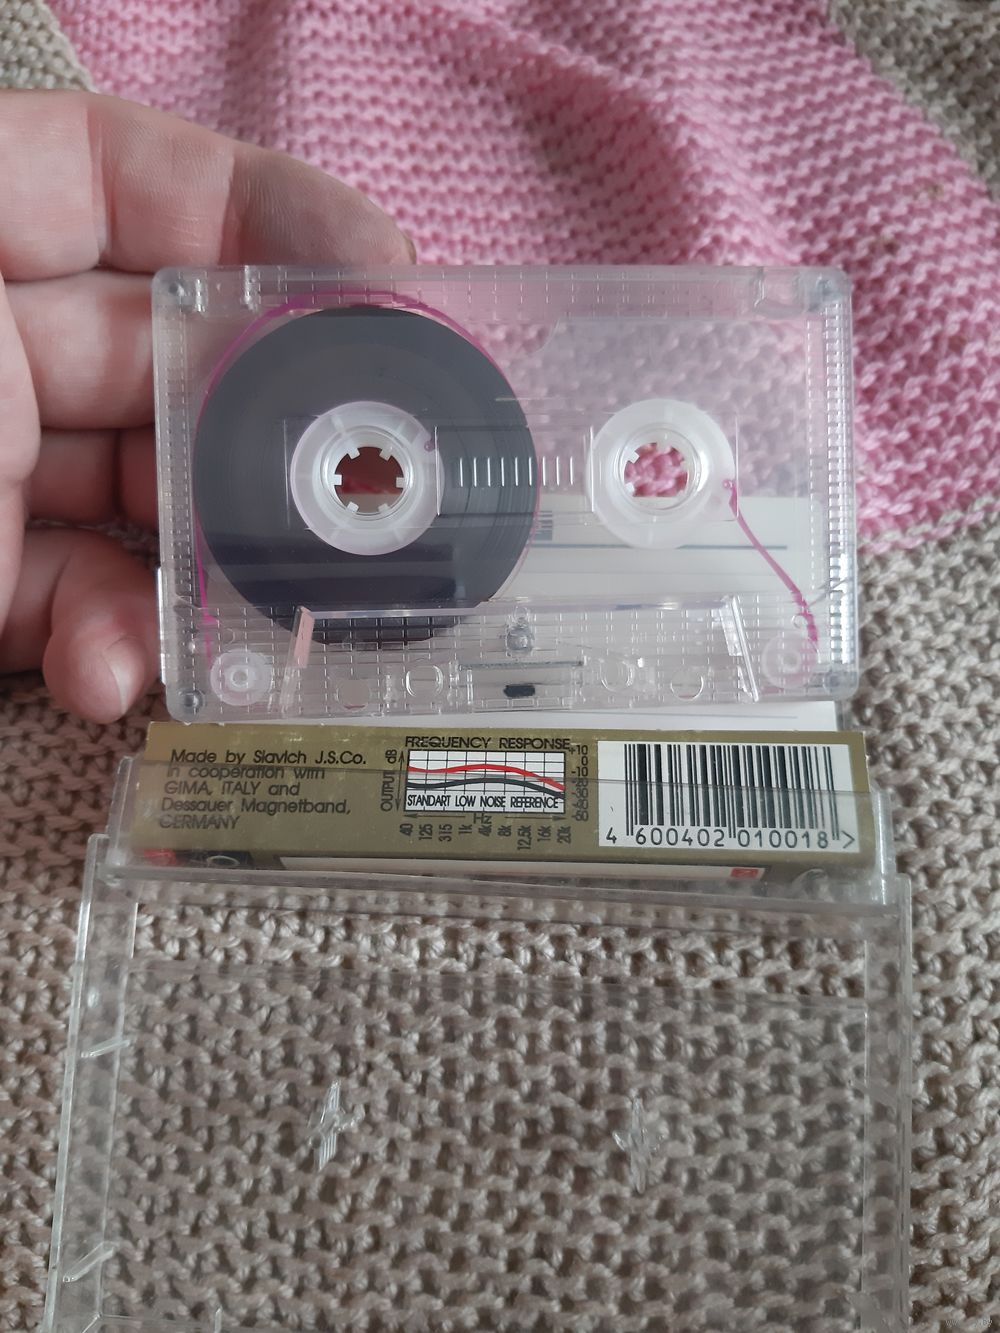 Made by Slavich J.S.Co.
in cooperation with
GIMA, ITALY and
Dessauer Magnetband,
GERMANY
FREQUENCY RESPONSE
OUTPUT dB
+10
0
-10
STANDART LOW NOISE REFERENCE
Hz
40 125 315 1k 4k 8k 12,5k 16k 20k
4 600402 010018 >